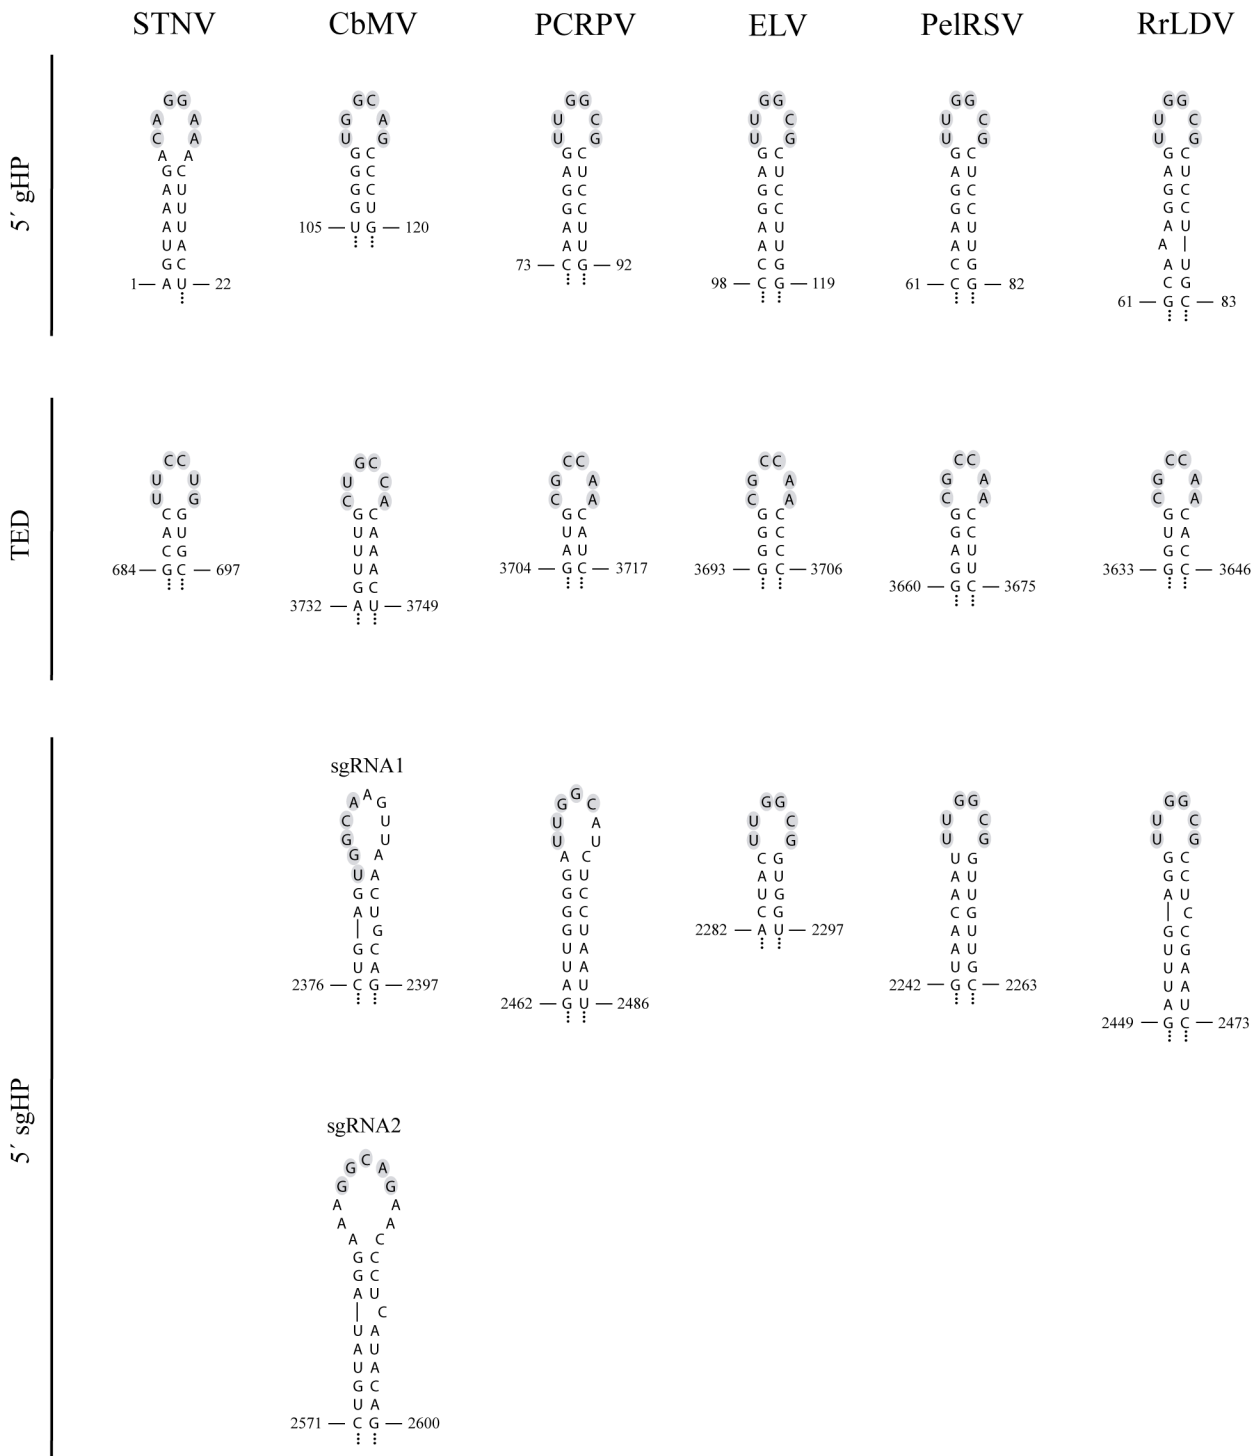 STNV CbMV PCRPV ELV PelRSV RrLDV
5´ gHP
GG GC GG GG GG GG
A A G A U C U C U C U C
C A U G U G U G U G U G
A A G C G C G C G C G C
G C G C A U A U A U A U
A U G C G C G C G C G C
A U G U G C G C G C G C
A U 105 U G 120 A U A U A U A U
U A A U A U A U A
G C 73 C G 92 C G C G A U
1 A U 22 98 C G 119 61 C G 82 C G
61 G C 83
TED
CC GC CC CC CC CC
U U U C G A G A G A G A
U G C A C A C A C A C A
C G G C G C G C G C G C
A U U A U A G C G C U A
C G U A A U G C A U G C
684 G C 697 U A 3704 G C 3717 3693 G C 3706 G U 3633 G C 3646
G C 3660 G C 3675
3732 A U 3749
5´ sgHP
sgRNA1
A A G G G C GG GG GG
C U U A U C U C U C
G U U U U G U G U G
G A A C C G U G G C
U A G U A U A U G C
G C G C U G A U A U
A U G C C G C G C
G G C 2282 A U 2297 A U G C
G C U A A U U G
U A U A U G U A
2376 C G 2397 A U 2242 G C 2263 U A
2462 G U 2486 A U
2449 G C 2473
sgRNA2
G C A
G G
A A
A A
A C
G C
G C
A U
C
U A
A U
U A
G C
U A
2571 C G 2600